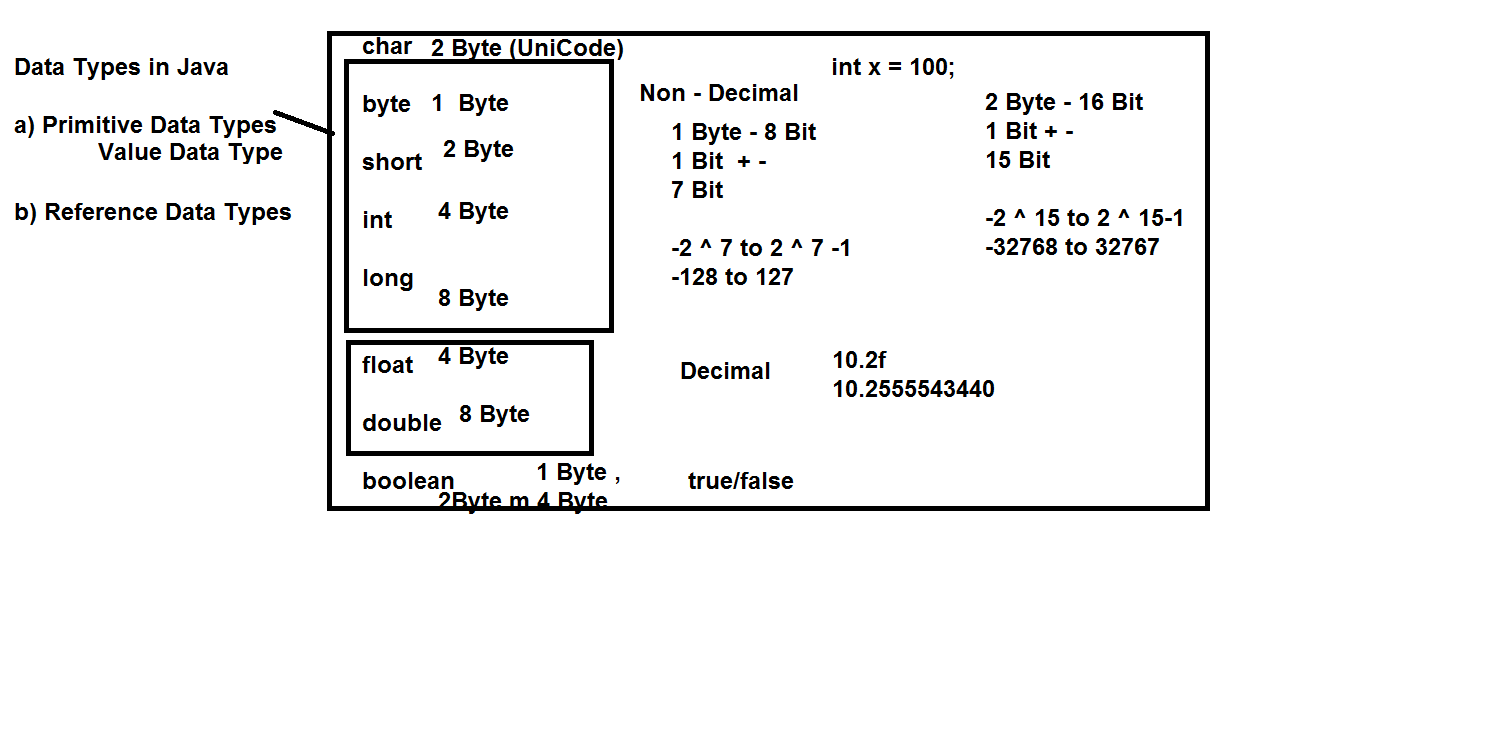 Data Types in Java
a) Primitive Data Types
Value Data Type
b) Reference Data Types
char 2 Byte (UniCode)
byte 1 Byte
short 2 Byte
int 4 Byte
long 8 Byte
float 4 Byte
double 8 Byte
boolean 1 Byte ,
2Byte m 4 Byte
Non - Decimal
1 Byte - 8 Bit
1 Bit + -
7 Bit
-2 ^ 7 to 2 ^ 7 -1
-128 to 127
int x = 100;
2 Byte - 16 Bit
1 Bit + -
15 Bit
-2 ^ 15 to 2 ^ 15-1
-32768 to 32767
Decimal
10.2f
10.2555543440
true/false